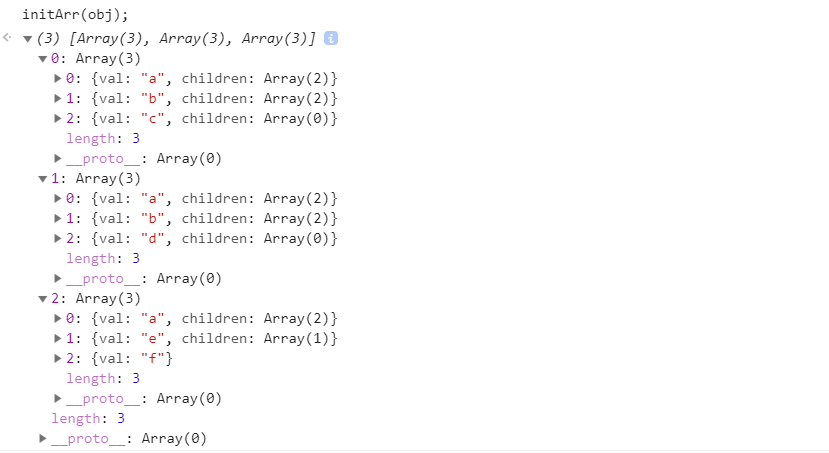 initArr(obj);
(3) [Array(3), Array(3), Array(3)] i
0: Array(3)
0: {val: "a", children: Array(2)}
1: {val: "b", children: Array(2)}
2: {val: "c", children: Array(0)}
length: 3
__proto__: Array(0)
1: Array(3)
0: {val: "a", children: Array(2)}
1: {val: "b", children: Array(2)}
2: {val: "d", children: Array(0)}
length: 3
__proto__: Array(0)
2: Array(3)
0: {val: "a", children: Array(2)}
1: {val: "e", children: Array(1)}
2: {val: "f"}
length: 3
__proto__: Array(0)
length: 3
__proto__: Array(0)